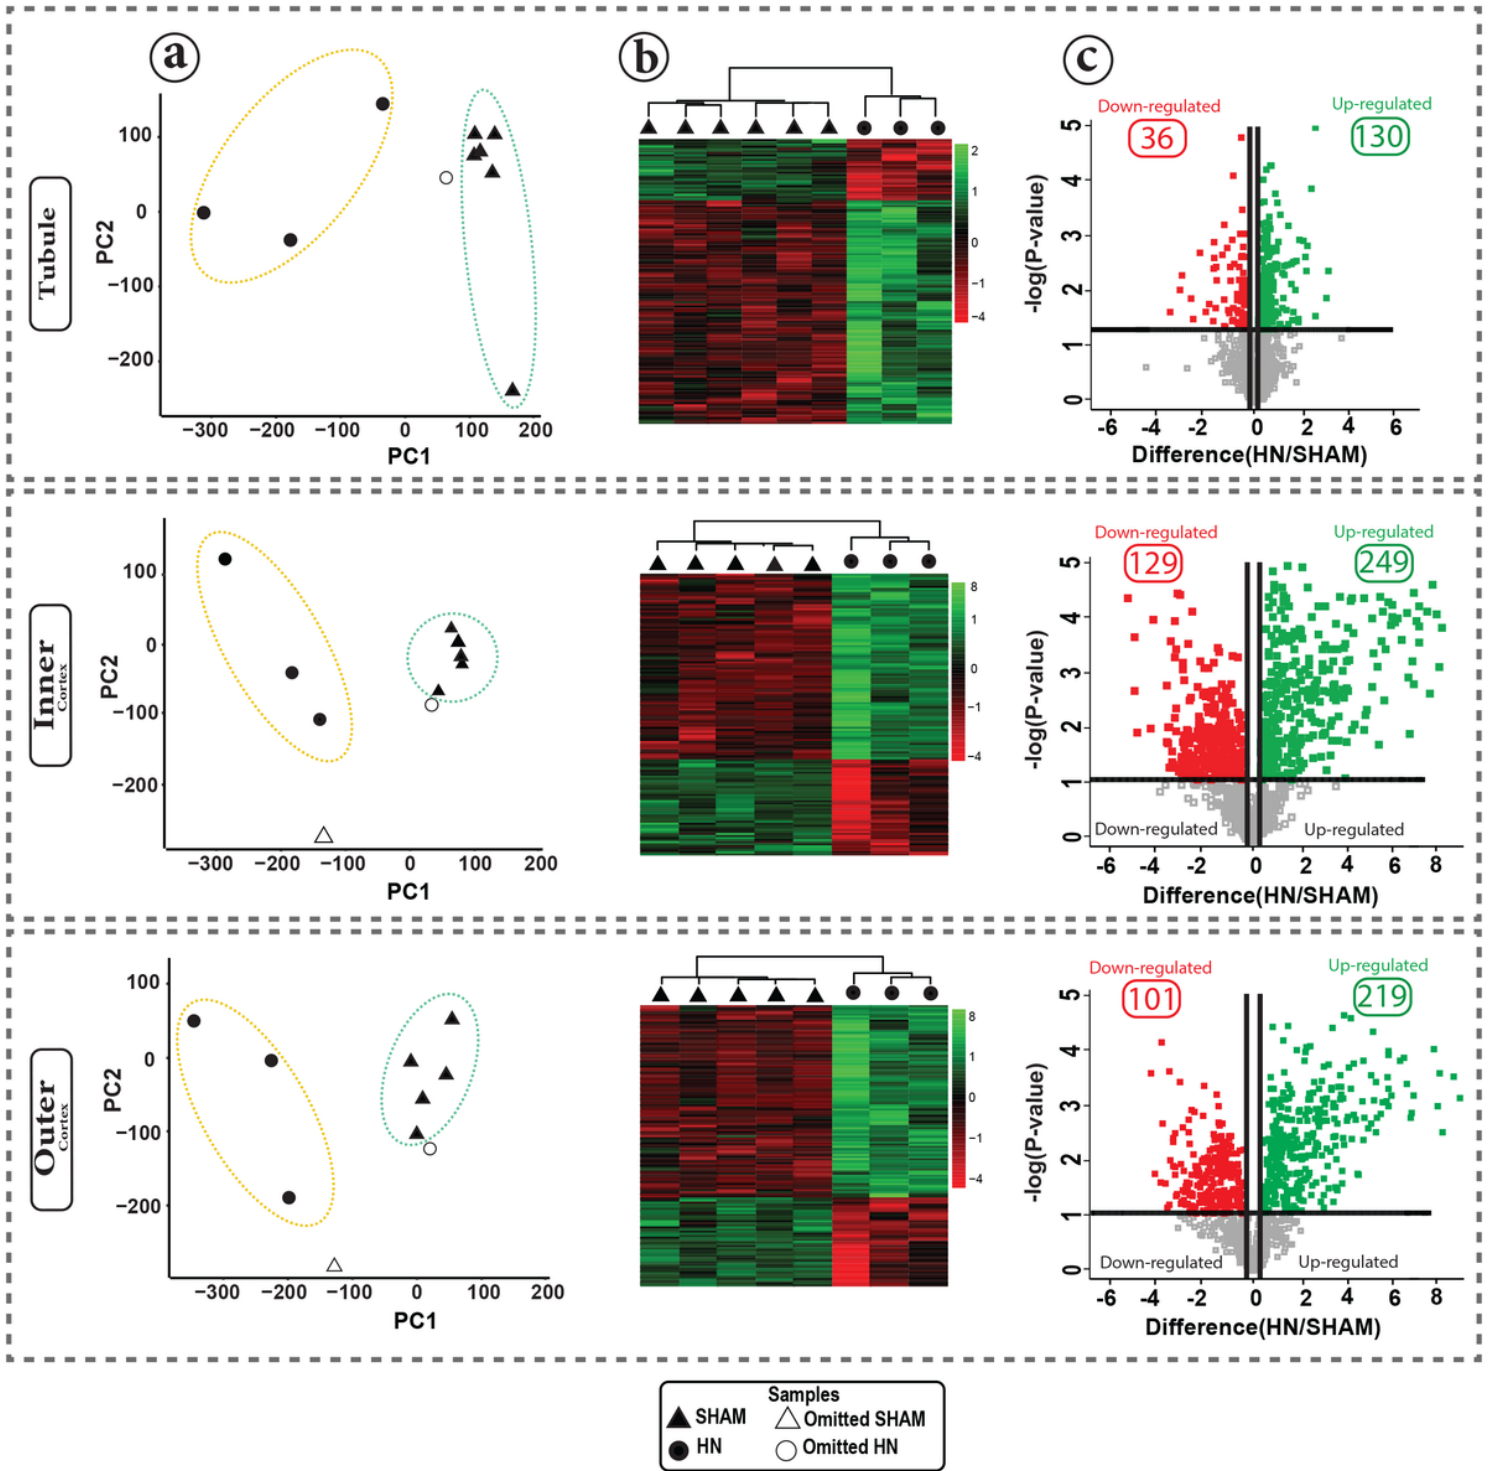 a
b
c
Tubule
PC2
100
0
−100
−200
−300
−200
−100
0
100
200
PC1
2
1
0
−1
−4
Down-regulated
36
Up-regulated
130
-log(P-value)
5
4
3
2
1
0
-6
-4
-2
0
2
4
6
Difference(HN/SHAM)
Inner
Cortex
PC2
100
0
−100
−200
−300
−200
−100
0
100
200
PC1
8
1
0
−1
−4
Down-regulated
129
Up-regulated
249
-log(P-value)
5
4
3
2
1
0
Down-regulated
Up-regulated
-6
-4
-2
0
2
4
6
8
Difference(HN/SHAM)
Outer
Cortex
PC2
100
0
−100
−200
−300
−200
−100
0
100
200
PC1
8
1
0
−1
−4
Down-regulated
101
Up-regulated
219
-log(P-value)
5
4
3
2
1
0
Down-regulated
Up-regulated
-6
-4
-2
0
2
4
6
8
Difference(HN/SHAM)
Samples
SHAM
Omitted SHAM
HN
Omitted HN